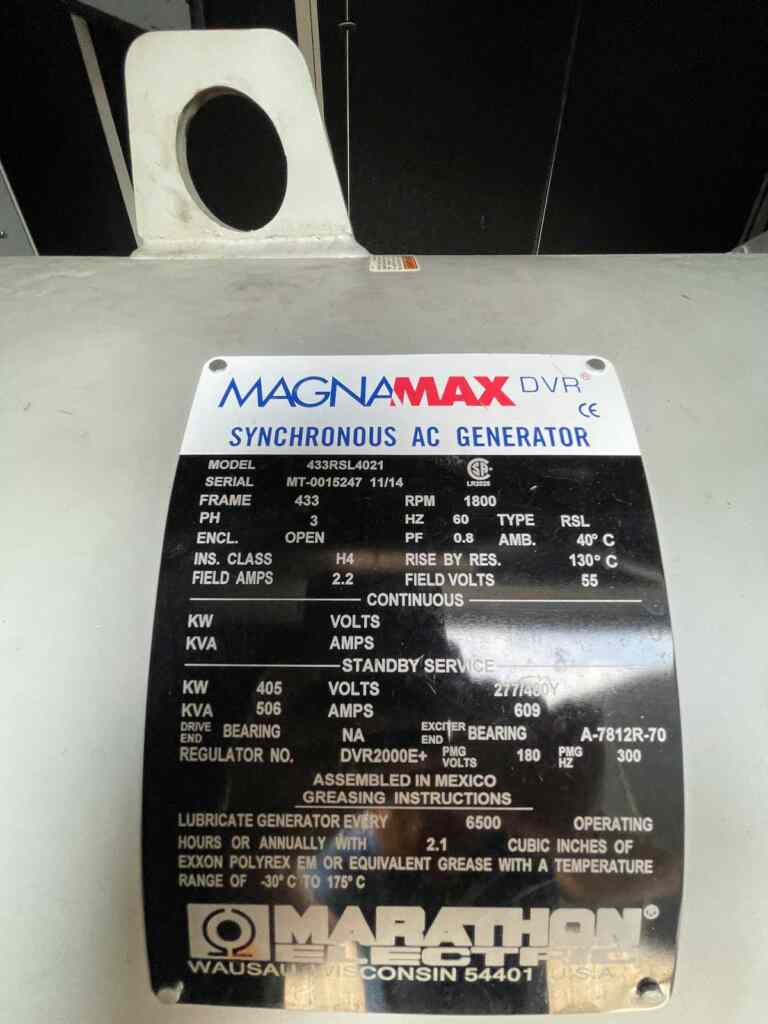 MAGNAMAX DVR®
CE
SYNCHRONOUS AC GENERATOR
MODEL 433RSL4021
SERIAL MT-0015247 11/14
FRAME 433 RPM 1800
PH 3 HZ 60 TYPE RSL
ENCL. OPEN PF 0.8 AMB. 40° C
INS. CLASS H4 RISE BY RES. 130° C
FIELD AMPS 2.2 FIELD VOLTS 55
CONTINUOUS
KW VOLTS
KVA AMPS
STANDBY SERVICE
KW 405 VOLTS 277/480Y
KVA 506 AMPS 609
DRIVE END BEARING NA EXCITER END BEARING A-7812R-70
REGULATOR NO. DVR2000E+ PMG VOLTS 180 PMG HZ 300
ASSEMBLED IN MEXICO
GREASING INSTRUCTIONS
LUBRICATE GENERATOR EVERY 6500 OPERATING
HOURS OR ANNUALLY WITH 2.1 CUBIC INCHES OF
EXXON POLYREX EM OR EQUIVALENT GREASE WITH A TEMPERATURE
RANGE OF -30° C TO 175° C
MARATHON®
ELECTRIC
WAUSAU, WISCONSIN 54401 U.S.A.